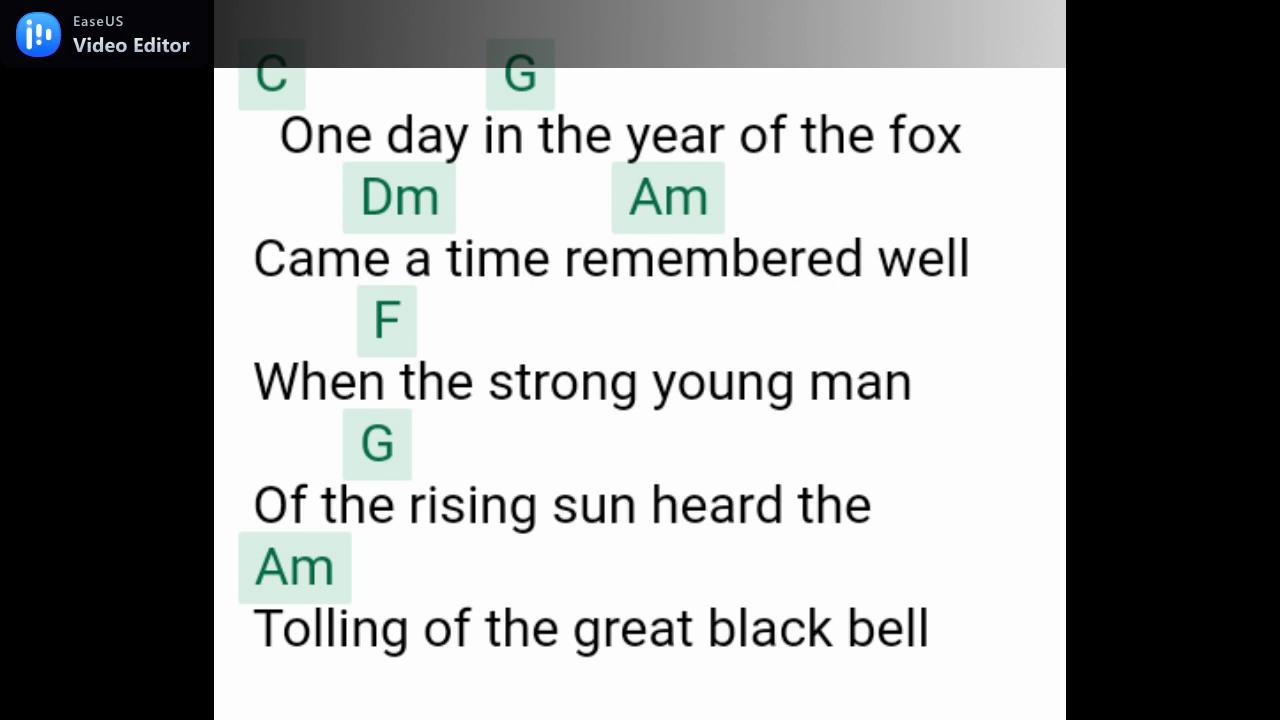 EaseUS
Video Editor
C G
One day in the year of the fox
Dm Am
Came a time remembered well
F
When the strong young man
G
Of the rising sun heard the
Am
Tolling of the great black bell